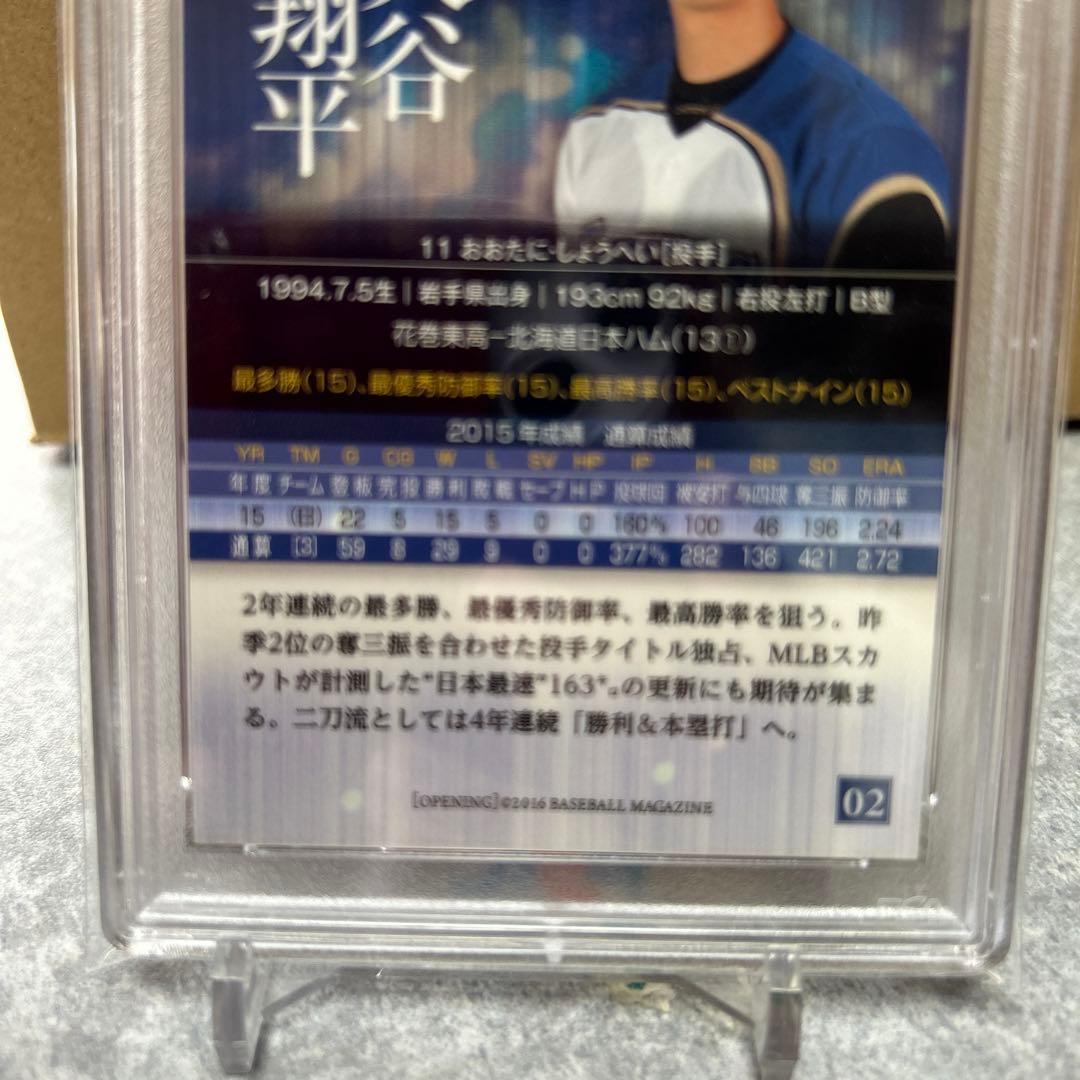 谷
翔平
11 おおたに・しょうへい[投手]
1994.7.5生|岩手県出身|193cm 92kg|右投左打|B型
花巻東高−北海道日本ハム(13①)
最多勝(15)、最優秀防御率(15)、最高勝率(15)、ベストナイン(15)
2015年成績/通算成績
YR TM G CG W L SV HP IP H BB SO ERA
年度 チーム 登板 完投 勝利 敗戦 セーブ HP 投球回 被安打 与四球 奪三振 防御率
15 (日) 22 5 15 5 0 0 160⅔ 100 46 196 2.24
通算 [3] 59 8 29 9 0 0 377 282 136 421 2.72
2年連続の最多勝、最優秀防御率、最高勝率を狙う。昨
季2位の奪三振を合わせた投手タイトル独占、MLBスカ
ウトが計測した"日本最速"163㌔の更新にも期待が集ま
る。二刀流としては4年連続「勝利&本塁打」へ。
[OPENING]©2016 BASEBALL MAGAZINE
02